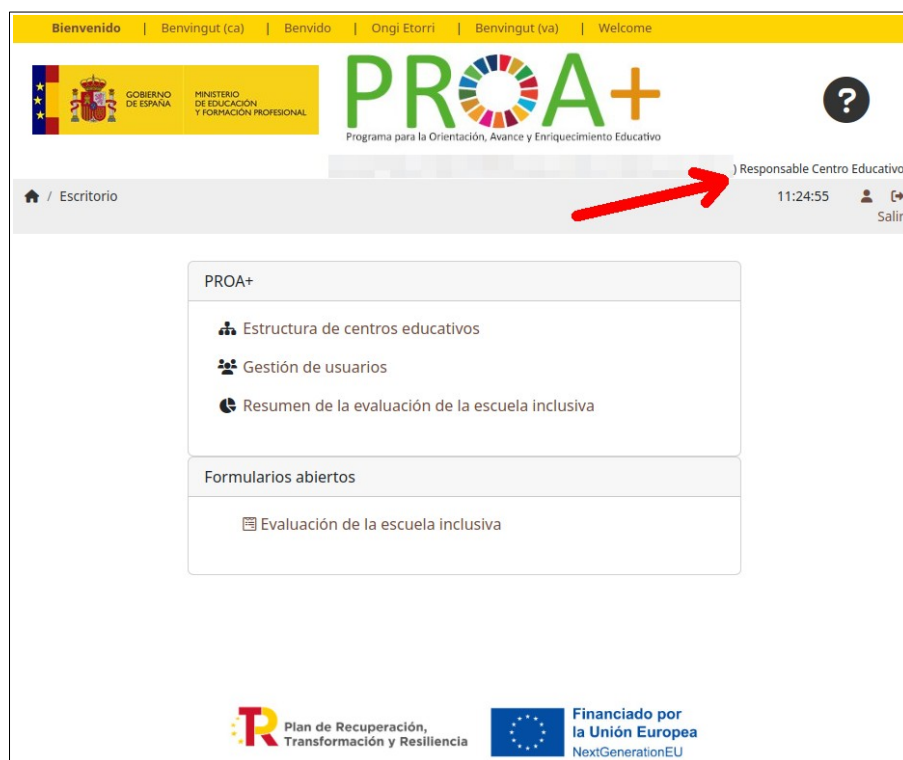 Bienvenido | Benvingut (ca) | Benvido | Ongi Etorri | Benvingut (va) | Welcome
GOBIERNO
DE ESPAÑA
MINISTERIO
DE EDUCACIÓN
Y FORMACIÓN PROFESIONAL
PROA+
Programa para la Orientación, Avance y Enriquecimiento Educativo
?
) Responsable Centro Educativo
/ Escritorio
11:24:55
Salir
PROA+
Estructura de centros educativos
Gestión de usuarios
Resumen de la evaluación de la escuela inclusiva
Formularios abiertos
Evaluación de la escuela inclusiva
Plan de Recuperación,
Transformación y Resiliencia
Financiado por
la Unión Europea
NextGenerationEU